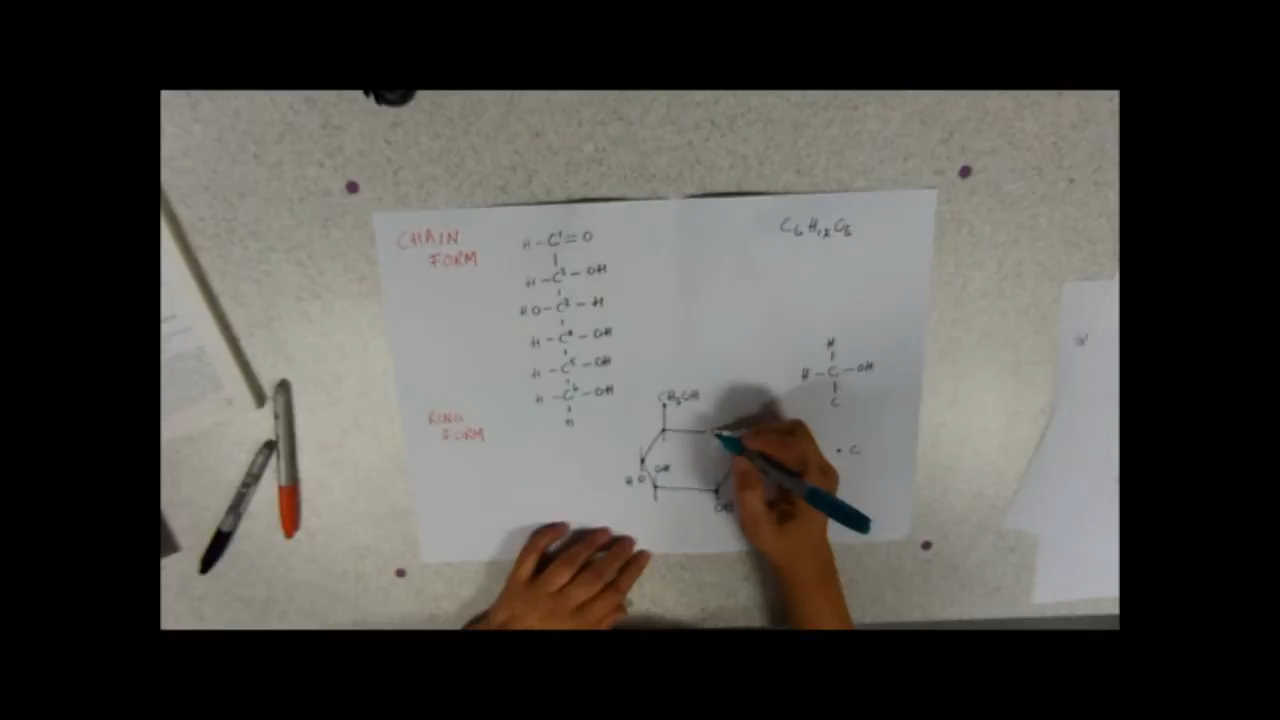 CHAIN
FORM
C6H12O6
H-C1=O
H-C2-OH
HO-C3-H
H-C4-OH
H-C5-OH
H-C6-OH
H
RING
FORM
H
H-C-OH
C
CH2OH
• C
OH
HO
OH